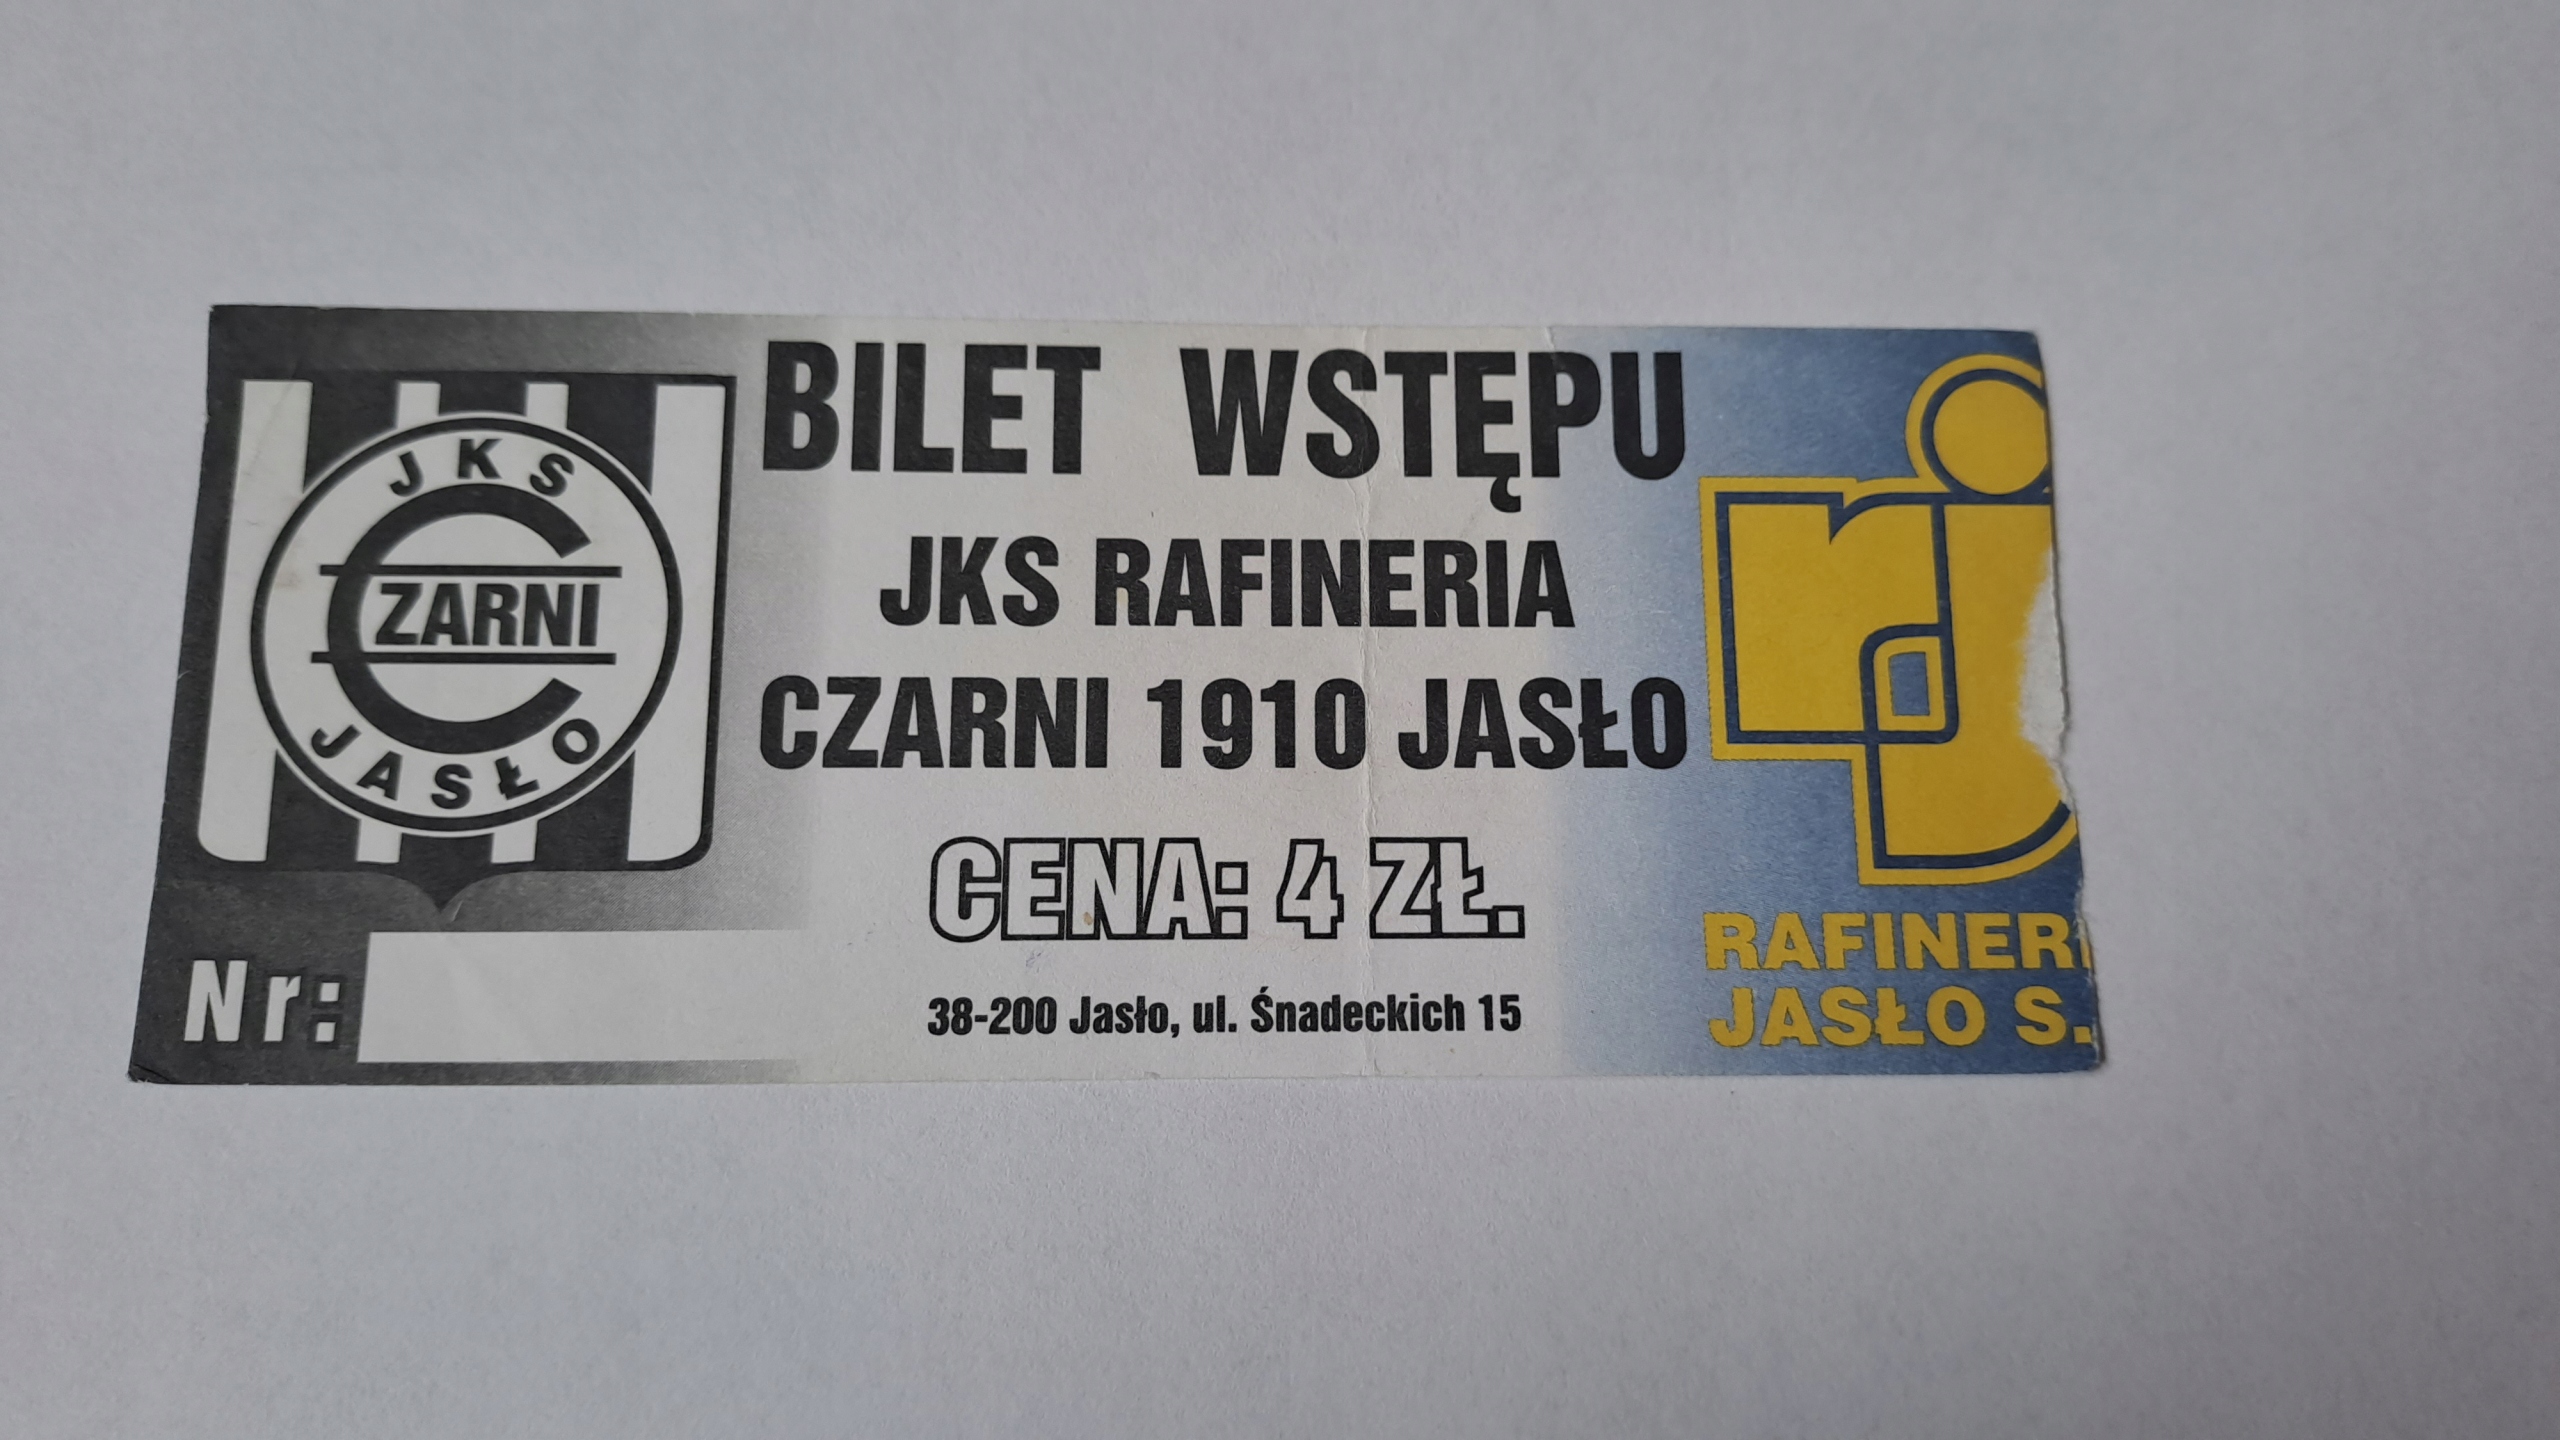 JKS
CZARNI
JASŁO
Nr:
BILET WSTĘPU
JKS RAFINERIA
CZARNI 1910 JASŁO
CENA: 4 ZŁ.
38-200 Jasło, ul. Śnadeckich 15
rj
RAFINERI
JASŁO S.